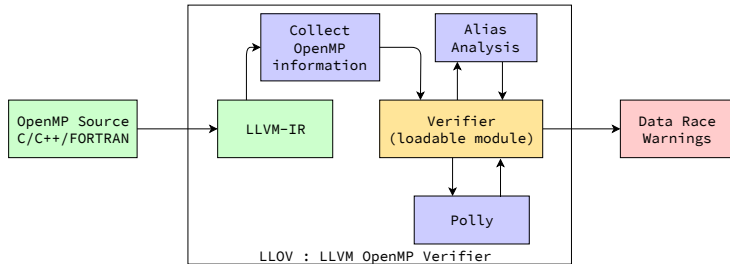 OpenMP Source
C/C++/FORTRAN
LLVM-IR
Collect
OpenMP
information
Alias
Analysis
Verifier
(loadable module)
Polly
Data Race
Warnings
LLOV : LLVM OpenMP Verifier